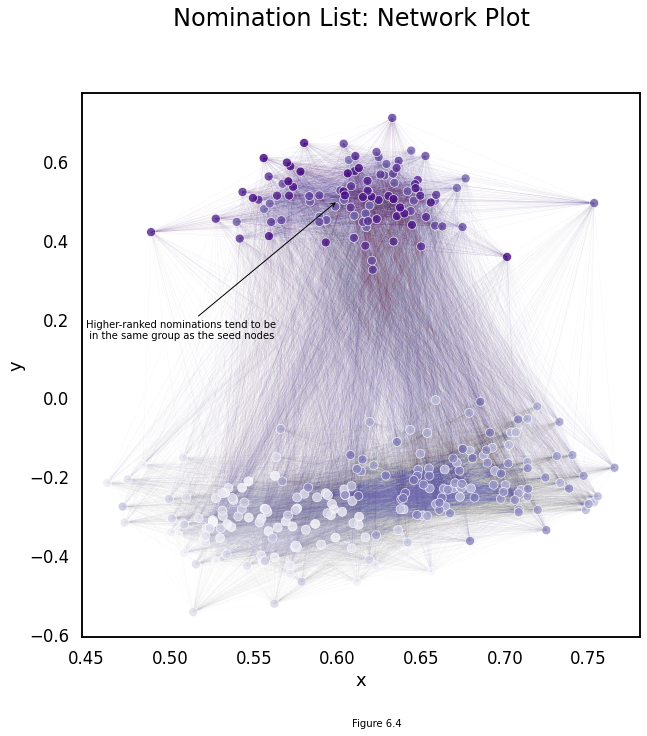 Nomination List: Network Plot
0.6
0.4
0.2
Higher-ranked nominations tend to be
in the same group as the seed nodes
y
0.0
−0.2
−0.4
−0.6
0.45 0.50 0.55 0.60 0.65 0.70 0.75
x
Figure 6.4